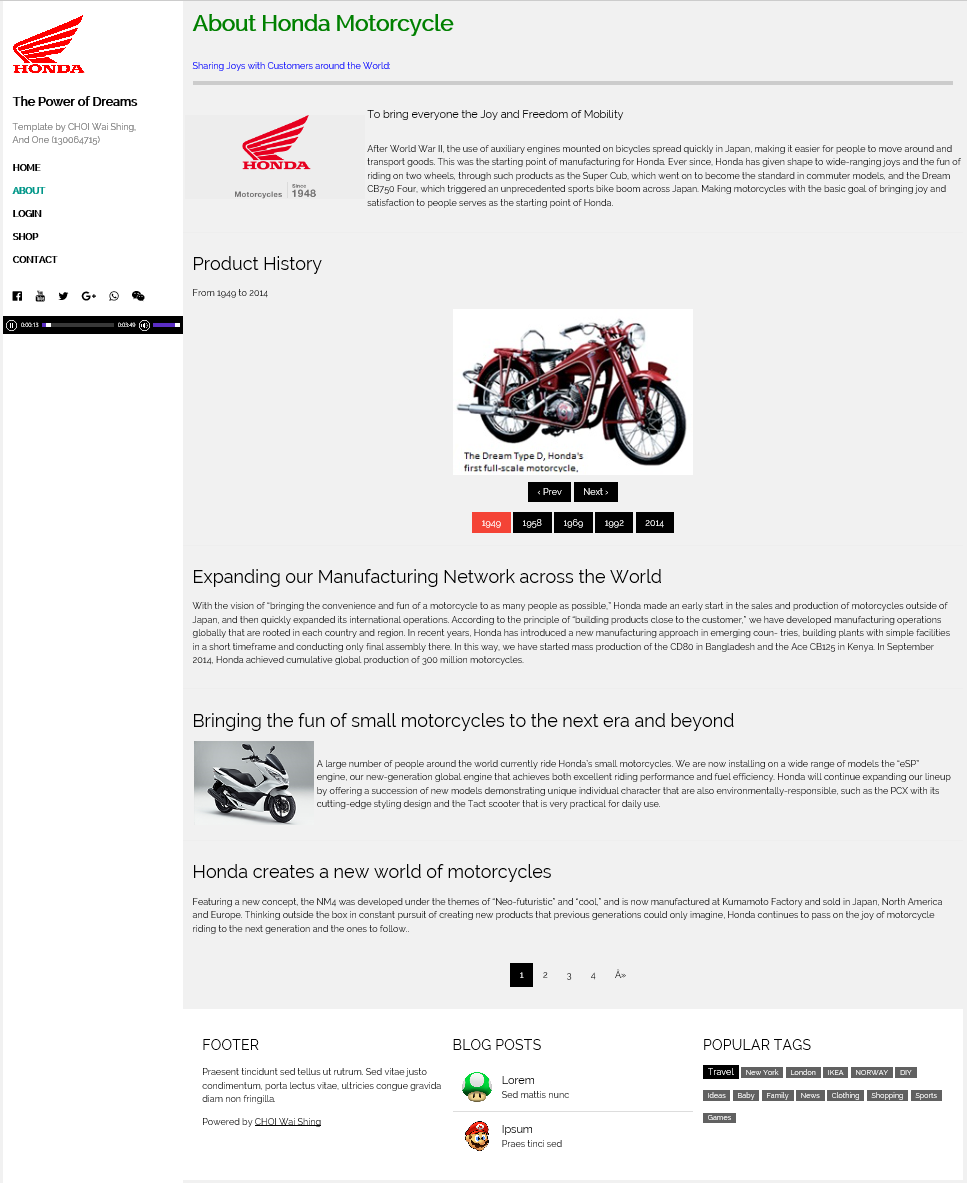 HONDA
The Power of Dreams
Template by CHOI Wai Shing,
And One (130064715)
HOME
ABOUT
LOGIN
SHOP
CONTACT
0:00:13
0:03:49
About Honda Motorcycle
Sharing Joys with Customers around the World:
HONDA
Motorcycles
Since
1948
To bring everyone the Joy and Freedom of Mobility
After World War II, the use of auxiliary engines mounted on bicycles spread quickly in Japan, making it easier for people to move around and
transport goods. This was the starting point of manufacturing for Honda. Ever since, Honda has given shape to wide-ranging joys and the fun of
riding on two wheels, through such products as the Super Cub, which went on to become the standard in commuter models, and the Dream
CB750 Four, which triggered an unprecedented sports bike boom across Japan. Making motorcycles with the basic goal of bringing joy and
satisfaction to people serves as the starting point of Honda.
Product History
From 1949 to 2014
The Dream Type D, Honda's
first full-scale motorcycle,
‹ Prev
Next ›
1949
1958
1969
1992
2014
Expanding our Manufacturing Network across the World
With the vision of “bringing the convenience and fun of a motorcycle to as many people as possible,” Honda made an early start in the sales and production of motorcycles outside of
Japan, and then quickly expanded its international operations. According to the principle of “building products close to the customer,” we have developed manufacturing operations
globally that are rooted in each country and region. In recent years, Honda has introduced a new manufacturing approach in emerging coun- tries, building plants with simple facilities
in a short timeframe and conducting only final assembly there. In this way, we have started mass production of the CD80 in Bangladesh and the Ace CB125 in Kenya. In September
2014, Honda achieved cumulative global production of 300 million motorcycles.
Bringing the fun of small motorcycles to the next era and beyond
A large number of people around the world currently ride Honda's small motorcycles. We are now installing on a wide range of models the “eSP”
engine, our new-generation global engine that achieves both excellent riding performance and fuel efficiency. Honda will continue expanding our lineup
by offering a succession of new models demonstrating unique individual character that are also environmentally-responsible, such as the PCX with its
cutting-edge styling design and the Tact scooter that is very practical for daily use.
Honda creates a new world of motorcycles
Featuring a new concept, the NM4 was developed under the themes of “Neo-futuristic” and “cool,” and is now manufactured at Kumamoto Factory and sold in Japan, North America
and Europe. Thinking outside the box in constant pursuit of creating new products that previous generations could only imagine, Honda continues to pass on the joy of motorcycle
riding to the next generation and the ones to follow..
1
2
3
4
Â»
FOOTER
Praesent tincidunt sed tellus ut rutrum. Sed vitae justo
condimentum, porta lectus vitae, ultricies congue gravida
diam non fringilla.
Powered by CHOI Wai Shing
BLOG POSTS
Lorem
Sed mattis nunc
Ipsum
Praes tinci sed
POPULAR TAGS
Travel New York London IKEA NORWAY DIY
Ideas Baby Family News Clothing Shopping Sports
Games